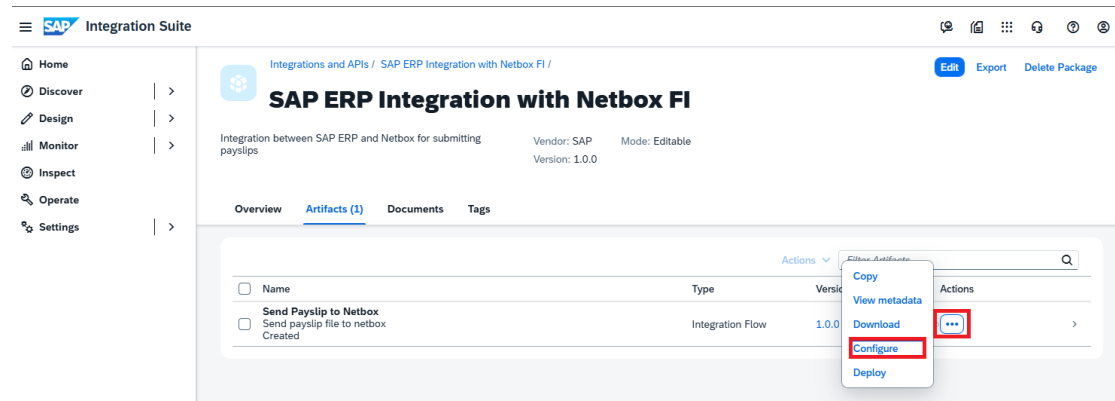 SAP Integration Suite
Home
Discover
Design
Monitor
Inspect
Operate
Settings
Integrations and APIs / SAP ERP Integration with Netbox FI /
Edit Export Delete Package
SAP ERP Integration with Netbox FI
Integration between SAP ERP and Netbox for submitting
payslips
Vendor: SAP Mode: Editable
Version: 1.0.0
Overview Artifacts (1) Documents Tags
Actions Filter Artifacts
Name Type Versio Actions
Send Payslip to Netbox
Send payslip file to netbox
Created
Integration Flow 1.0.0
Copy
View metadata
Download
Configure
Deploy